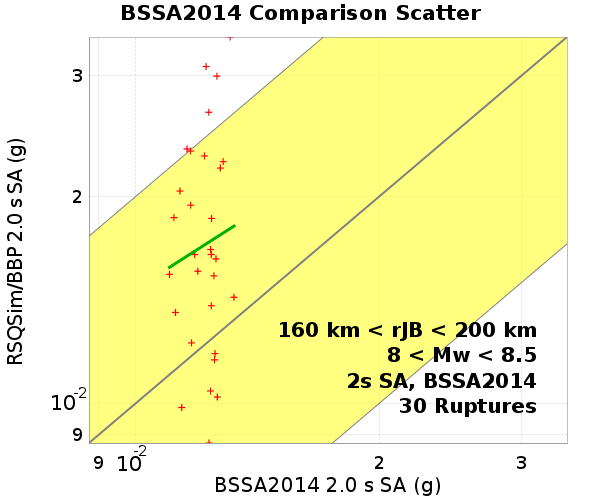 BSSA2014 Comparison Scatter
RSQSim/BBP 2.0 s SA (g)
3
2
10-2
9
160 km < rJB < 200 km
8 < Mw < 8.5
2s SA, BSSA2014
30 Ruptures
9 10-2 2 3
BSSA2014 2.0 s SA (g)